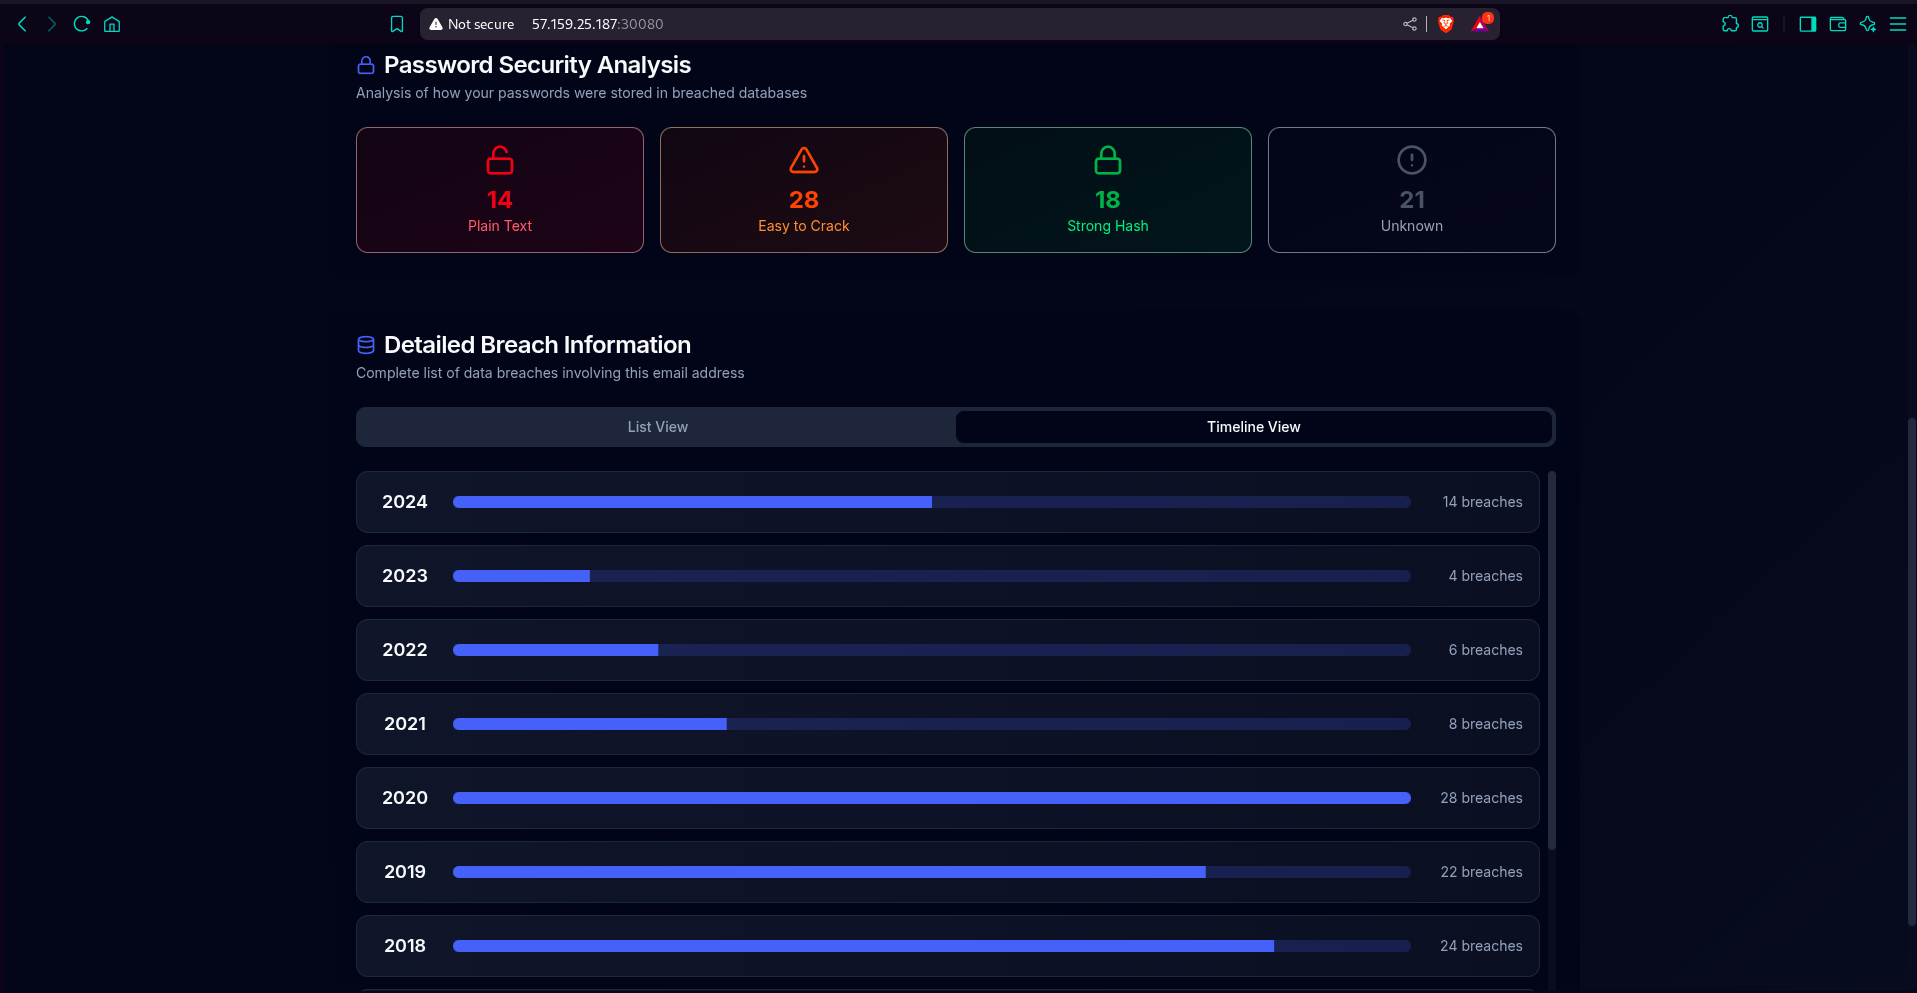 Not secure 57.159.25.187:30080
1
Password Security Analysis
Analysis of how your passwords were stored in breached databases
14
Plain Text
28
Easy to Crack
18
Strong Hash
21
Unknown
Detailed Breach Information
Complete list of data breaches involving this email address
List View
Timeline View
2024 14 breaches
2023 4 breaches
2022 6 breaches
2021 8 breaches
2020 28 breaches
2019 22 breaches
2018 24 breaches